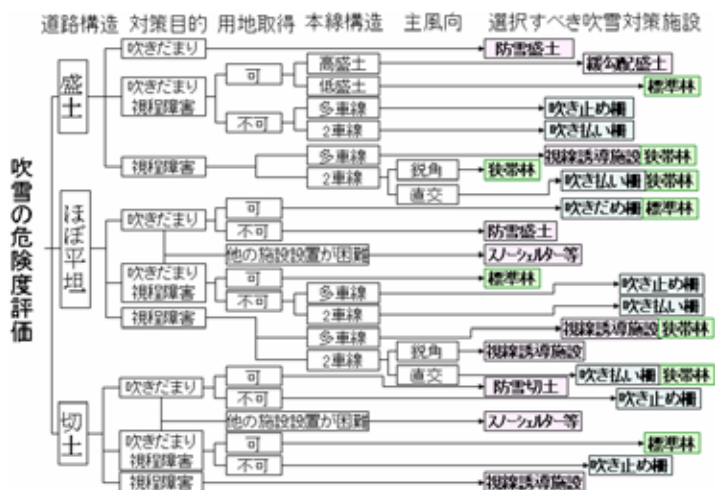 道路構造 対策目的 用地取得 本線構造 主風向 選択すべき吹雪対策施設
吹雪の危険度評価
盛土
吹きだまり
防雪盛土
吹きだまり
視程障害
可
高盛土
緩勾配盛土
低盛土
標準林
不可
多車線
吹き止め柵
2車線
吹き払い柵
視程障害
多車線
視線誘導施設 狭帯林
2車線
鋭角
狭帯林
直交
吹き払い柵 狭帯林
ほぼ平坦
吹きだまり
可
吹きだめ柵 標準林
不可
防雪盛土
他の施設設置が困難
スノーシェルター等
吹きだまり
視程障害
可
標準林
不可
多車線
吹き止め柵
2車線
吹き払い柵
視程障害
多車線
視線誘導施設 狭帯林
2車線
鋭角
視線誘導施設
直交
吹き払い柵 狭帯林
切土
吹きだまり
可
防雪切土
不可
吹き止め柵
他の施設設置が困難
スノーシェルター等
吹きだまり
視程障害
可
標準林
不可
吹き止め柵
視程障害
視線誘導施設